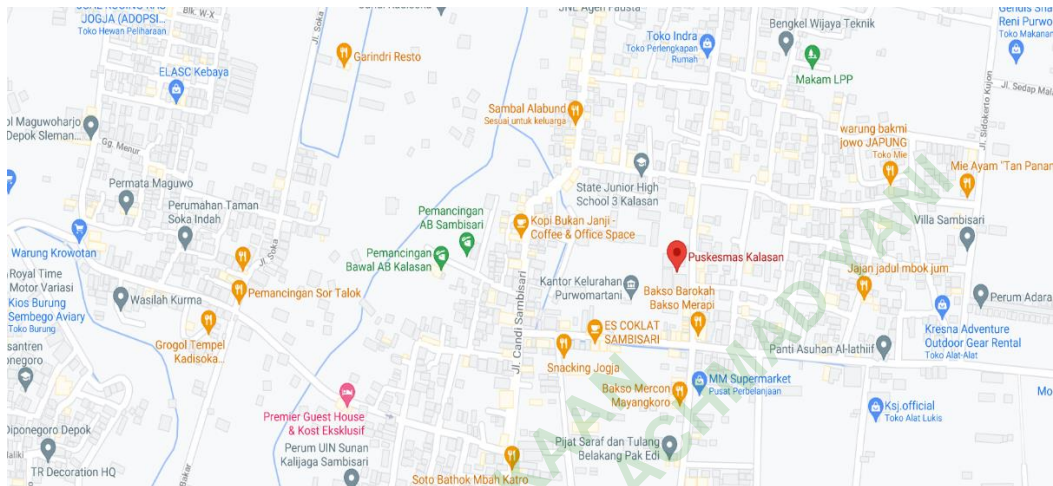 JOGJA (ADOPSI...
Toko Hewan Peliharaan
Blk. W-X
Jl. Soka
Garindri Resto
ELASC Kebaya
ol Maguwoharjo
Depok Sleman...
Gg. Menur
Permata Maguwo
Perumahan Taman
Soka Indah
Warung Krowotan
Royal Time
Motor Variasi
Kios Burung
Sembego Aviary
Toko Burung
Wasilah Kurma
Jl. Soka
Pemancingan Sor Talok
Grogol Tempel
Kadisoka...
santren
onegoro
Diponegoro Depok
TR Decoration HQ
Premier Guest House
& Kost Eksklusif
Perum UIN Sunan
Kalijaga Sambisari
Pemancingan
AB Sambisari
Pemancingan
Bawal AB Kalasan
Sambal Alabund
Sesuai untuk keluarga
Kopi Bukan Janji -
Coffee & Office Space
Jl. Candi Sambisari
Soto Bathok Mbah Katro
State Junior High
School 3 Kalasan
Kantor Kelurahan
Purwomartani
Puskesmas Kalasan
Bakso Barokah
Bakso Merapi
ES COKLAT
SAMBISARI
Snacking Jogja
Bakso Mercon
Mayangkoro
MM Supermarket
Pusat Perbelanjaan
Pijat Saraf dan Tulang
Belakang Pak Edi
Toko Indra
Toko Perlengkapan
Rumah
Bengkel Wijaya Teknik
Makam LPP
Reni Purwo
Toko Makanan
Jl. Sedap Mal
Jl. Sidokerto Kujon
warung bakmi
jowo JAPUNG
Toko Mie
Mie Ayam "Tan Panan
Villa Sambisari
Jajan jadul mbok jum
Perum Adara
Kresna Adventure
Outdoor Gear Rental
Toko Alat-Alat
Panti Asuhan Al-lathiif
Ksj.official
Toko Alat Lukis
Mo
ACHMAD YANI